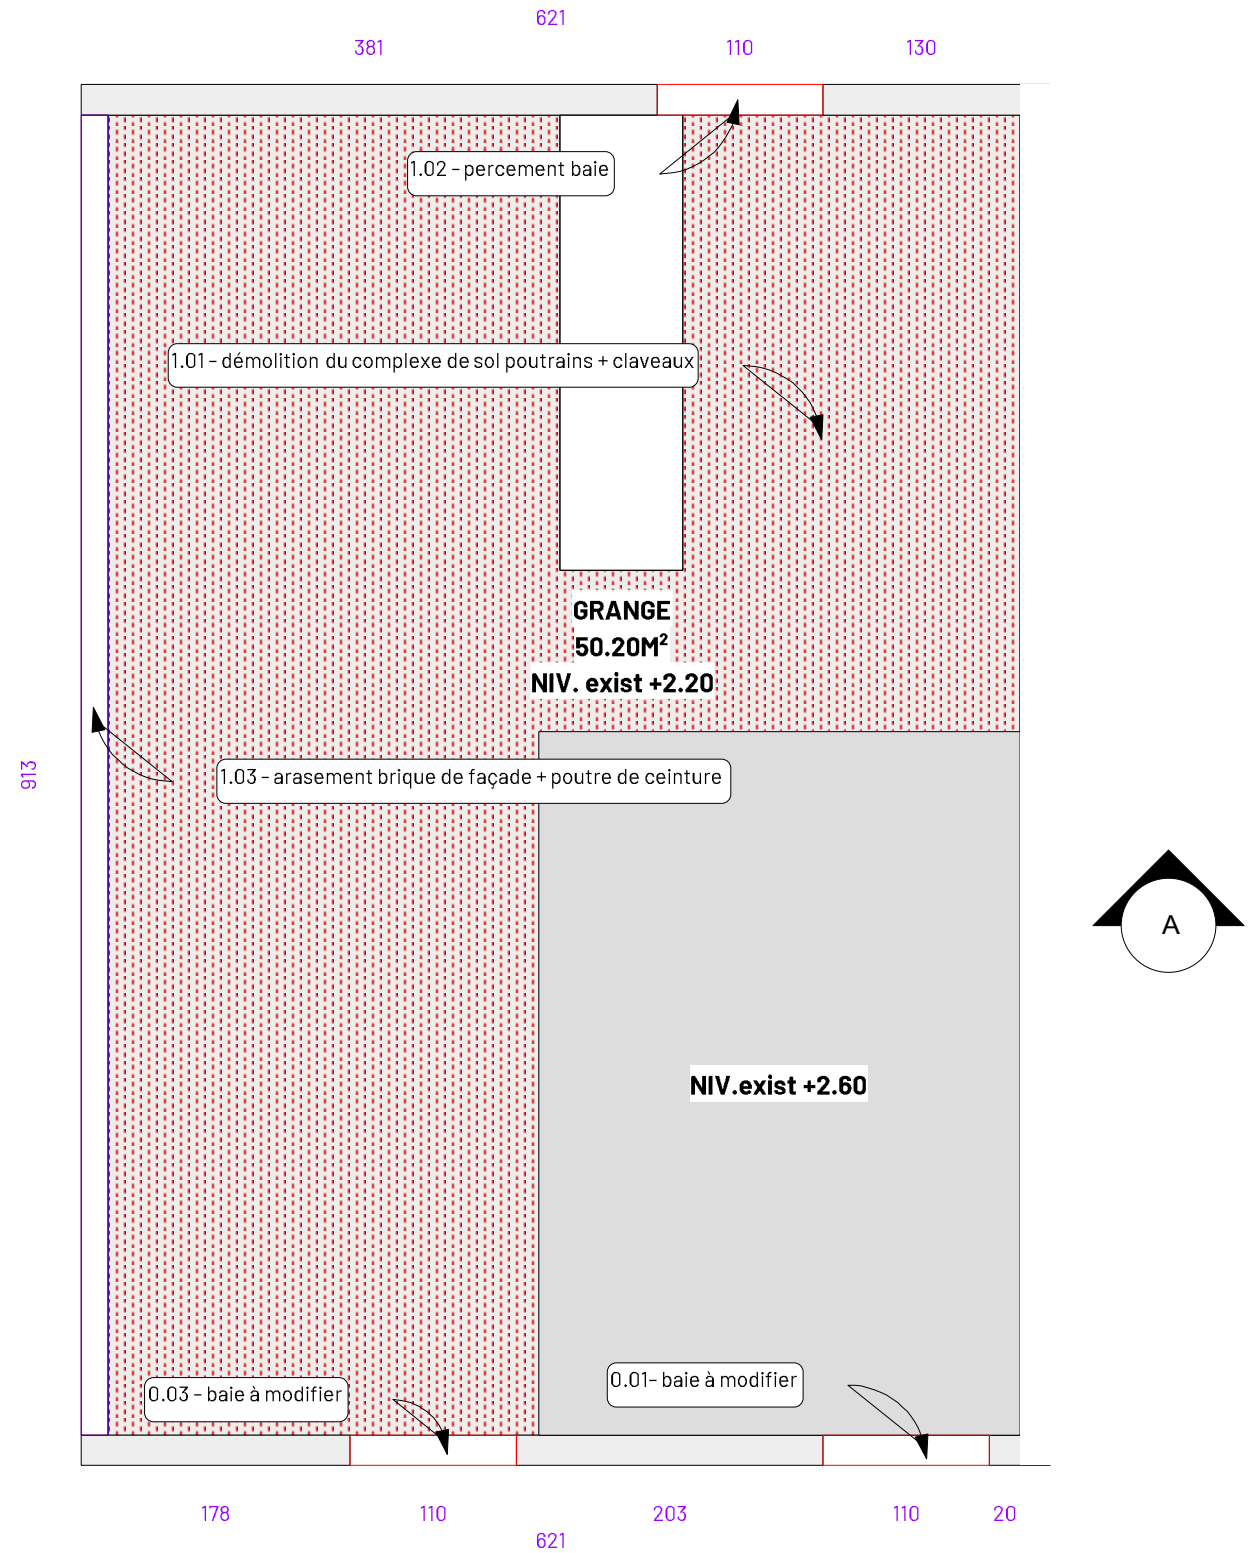 621
381 110 130
1.02 - percement baie
1.01 - démolition du complexe de sol poutrains + claveaux
GRANGE
50.20M²
NIV. exist +2.20
913
1.03 - arasement brique de façade + poutre de ceinture
A
NIV.exist +2.60
0.01- baie à modifier
0.03 - baie à modifier
178 110 203 110 20
621